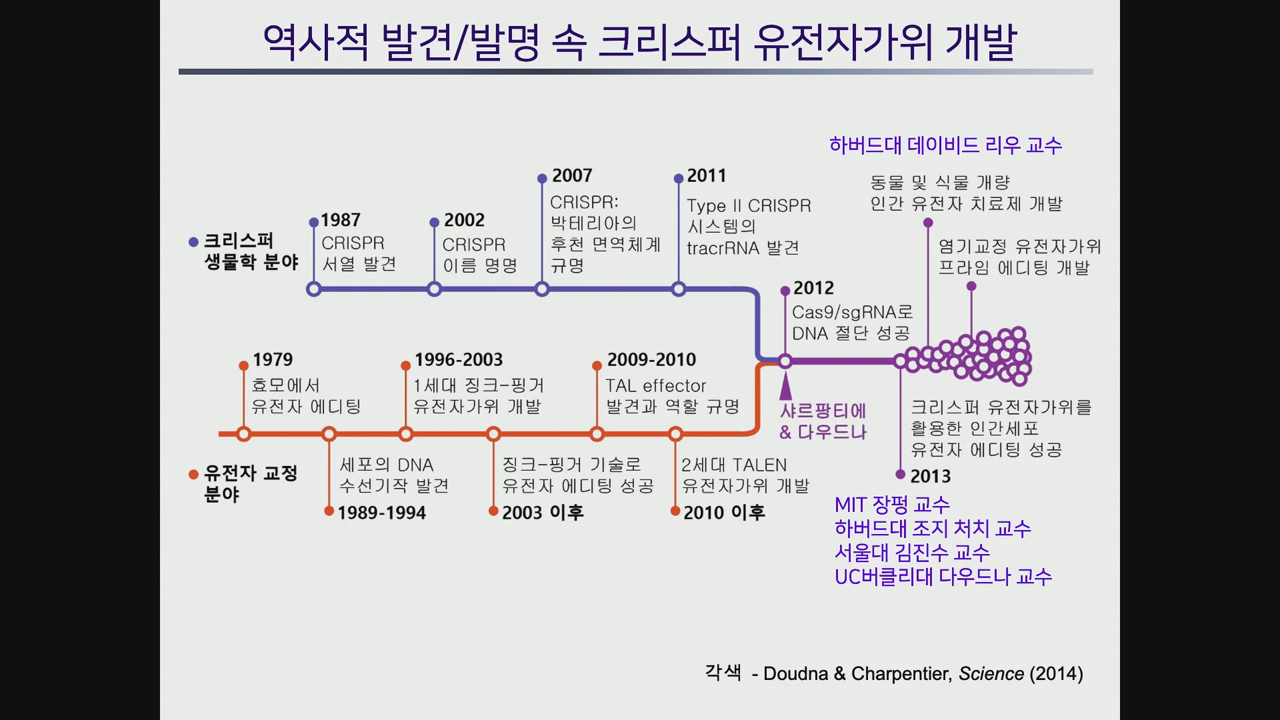 역사적 발견/발명 속 크리스퍼 유전자가위 개발
하버드대 데이비드 리우 교수
동물 및 식물 개량
인간 유전자 치료제 개발
염기교정 유전자가위
프라임 에디팅 개발
크리스퍼
생물학 분야
1987
CRISPR
서열 발견
2002
CRISPR
이름 명명
2007
CRISPR:
박테리아의
후천 면역체계
규명
2011
Type II CRISPR
시스템의
tracrRNA 발견
2012
Cas9/sgRNA로
DNA 절단 성공
샤르팡티에
& 다우드나
1979
효모에서
유전자 에디팅
1996-2003
1세대 징크-핑거
유전자가위 개발
2009-2010
TAL effector
발견과 역할 규명
유전자 교정
분야
세포의 DNA
수선기작 발견
1989-1994
징크-핑거 기술로
유전자 에디팅 성공
2003 이후
2세대 TALEN
유전자가위 개발
2010 이후
크리스퍼 유전자가위를
활용한 인간세포
유전자 에디팅 성공
2013
MIT 장펑 교수
하버드대 조지 처치 교수
서울대 김진수 교수
UC버클리대 다우드나 교수
각색 - Doudna & Charpentier, Science (2014)